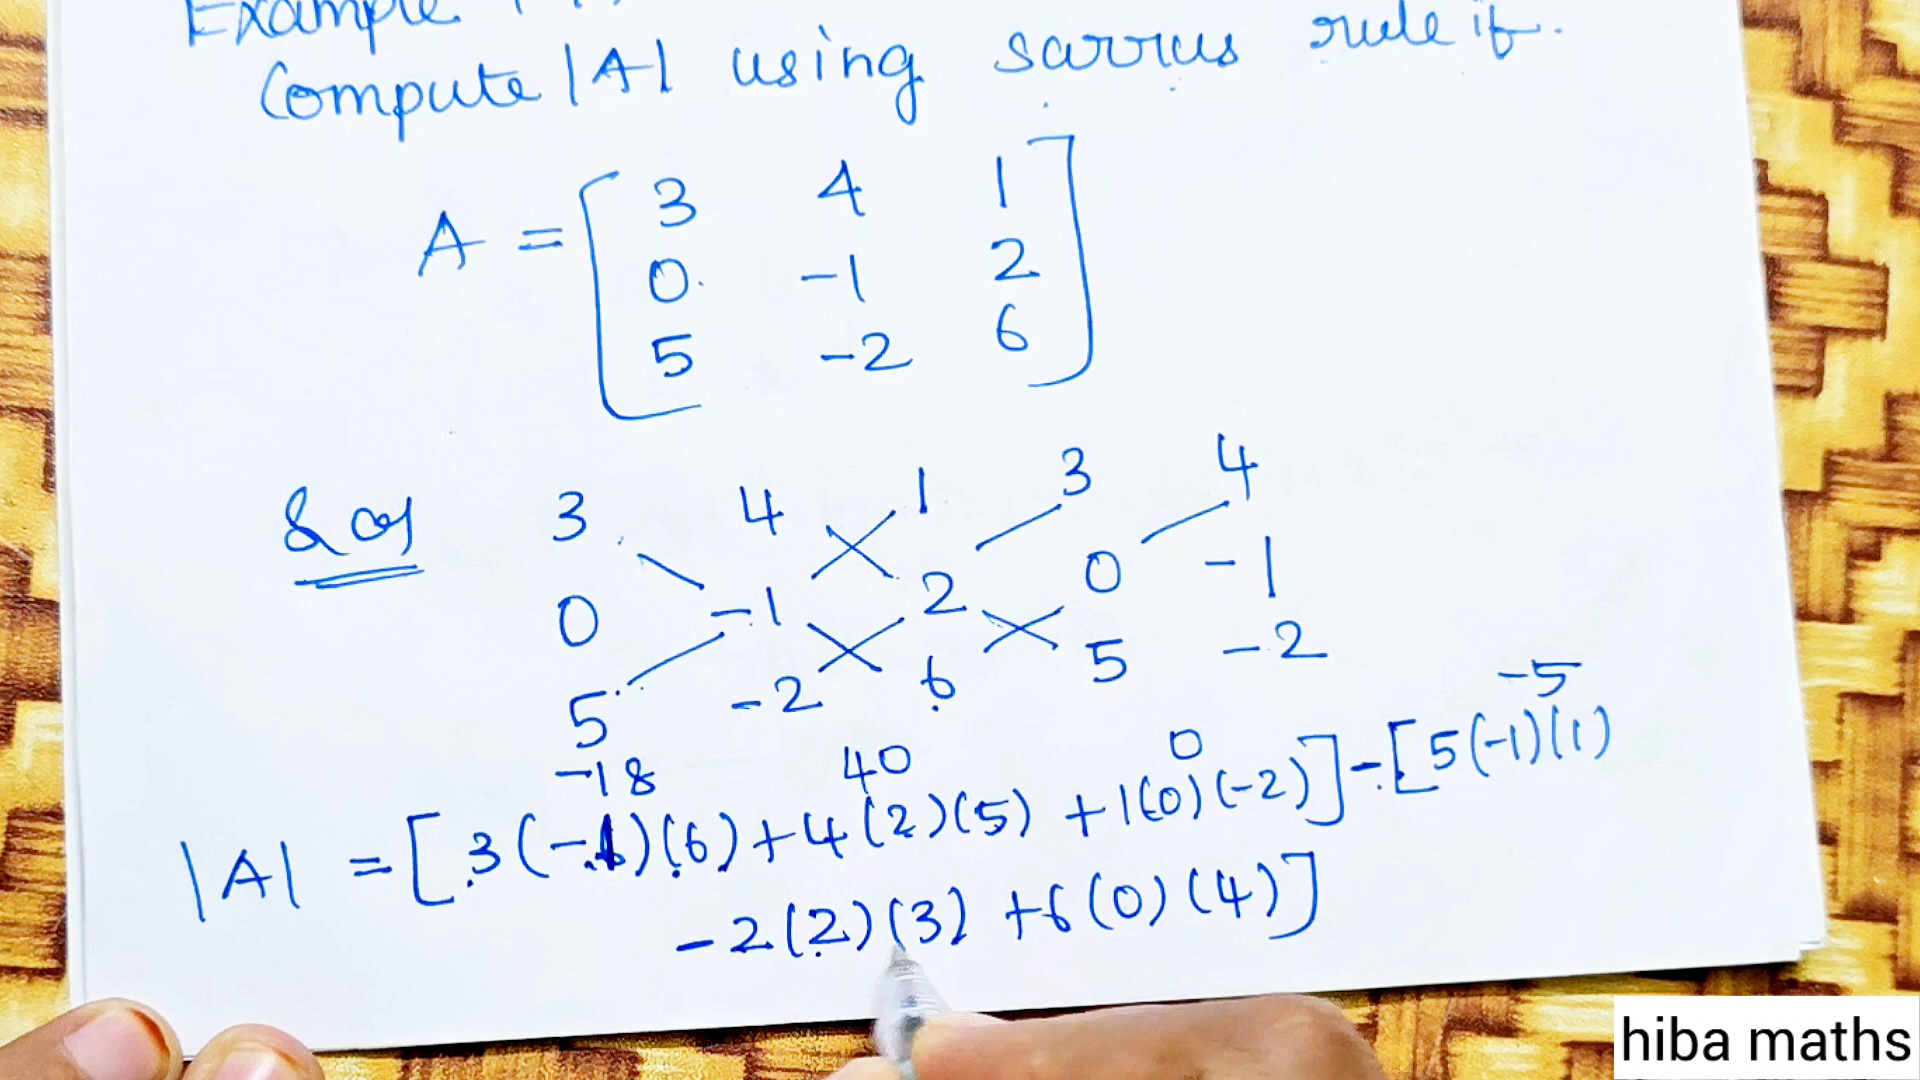 Example
Compute |A| using sarrus rule if.
A = [ 3 4 1
0 -1 2
5 -2 6 ]
3 4 1 3 4
0 -1 2 0 -1
5 -2 6 5 -2
-18 40 0 -5
|A| = [ 3(-1)(6) + 4(2)(5) + 1(0)(-2) ] - [ 5(-1)(1)
-2(2)(3) + 6(0)(4) ]
hiba maths